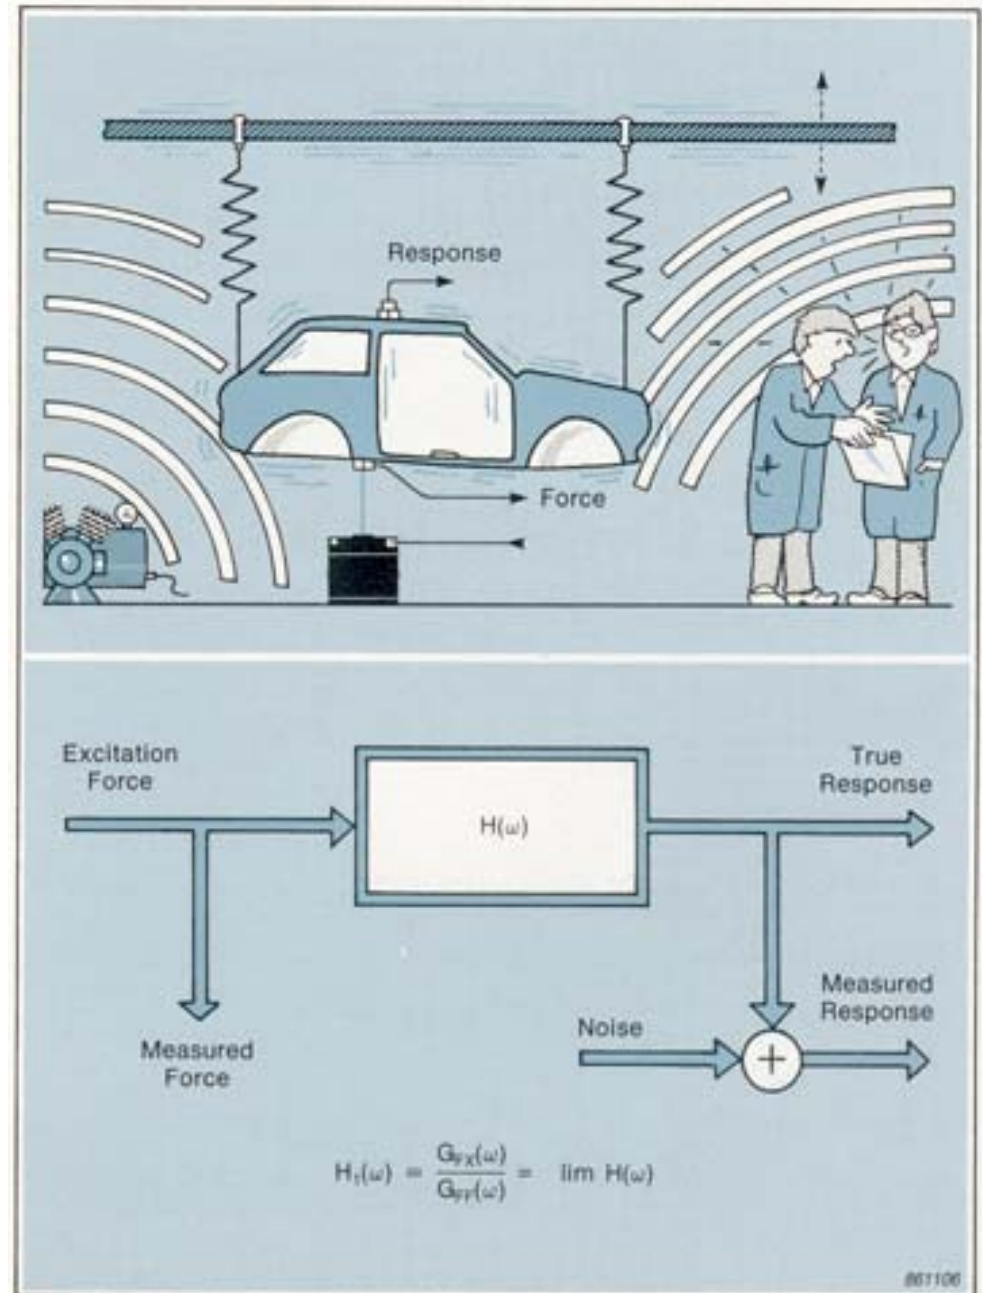 Response
Force
Excitation
Force
True
Response
H(ω)
Measured
Force
Noise
Measured
Response
+
H₁(ω) = G_FX(ω) / G_FF(ω) = lim H(ω)
861106